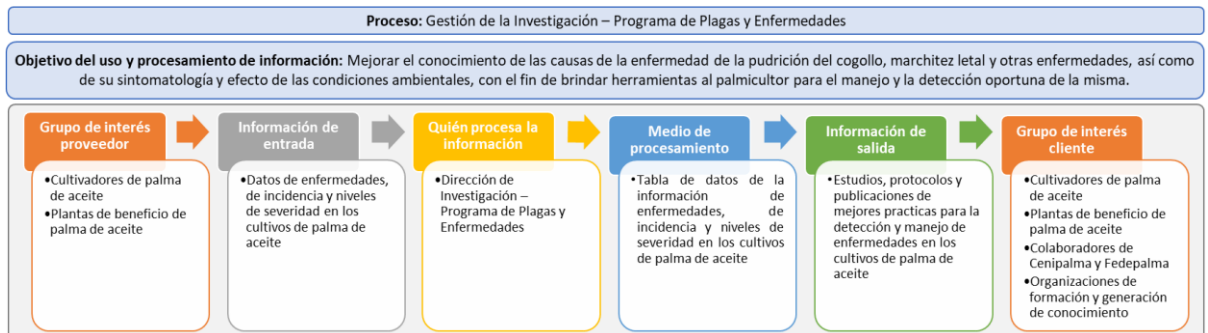 Proceso: Gestión de la Investigación – Programa de Plagas y Enfermedades
Objetivo del uso y procesamiento de información: Mejorar el conocimiento de las causas de la enfermedad de la pudrición del cogollo, marchitez letal y otras enfermedades, así como
de su sintomatología y efecto de las condiciones ambientales, con el fin de brindar herramientas al palmicultor para el manejo y la detección oportuna de la misma.
Grupo de interés
proveedor
•Cultivadores de palma
de aceite
•Plantas de beneficio de
palma de aceite
Información de
entrada
•Datos de enfermedades,
de incidencia y niveles
de severidad en los
cultivos de palma de
aceite
Quién procesa la
información
•Dirección de
Investigación –
Programa de Plagas y
Enfermedades
Medio de
procesamiento
•Tabla de datos de la
información de
enfermedades, de
incidencia y niveles de
severidad en los cultivos
de palma de aceite
Información de
salida
•Estudios, protocolos y
publicaciones de
mejores practicas para la
detección y manejo de
enfermedades en los
cultivos de palma de
aceite
Grupo de interés
cliente
•Cultivadores de palma
de aceite
•Plantas de beneficio de
palma de aceite
•Colaboradores de
Cenipalma y Fedepalma
•Organizaciones de
formación y generación
de conocimiento